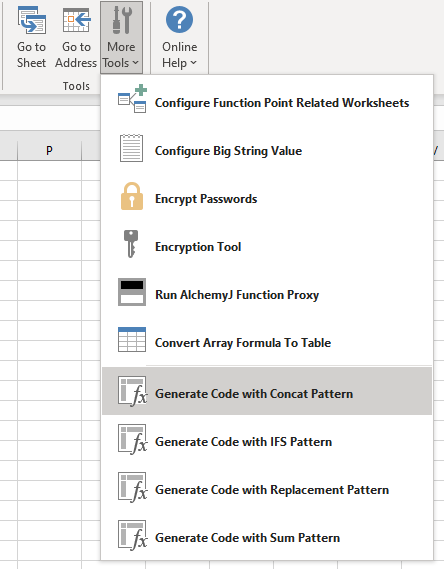 Go to Sheet
Go to Address
More Tools
Online Help
Tools
Configure Function Point Related Worksheets
P
Configure Big String Value
Encrypt Passwords
Encryption Tool
Run AlchemyJ Function Proxy
Convert Array Formula To Table
Generate Code with Concat Pattern
Generate Code with IFS Pattern
Generate Code with Replacement Pattern
Generate Code with Sum Pattern